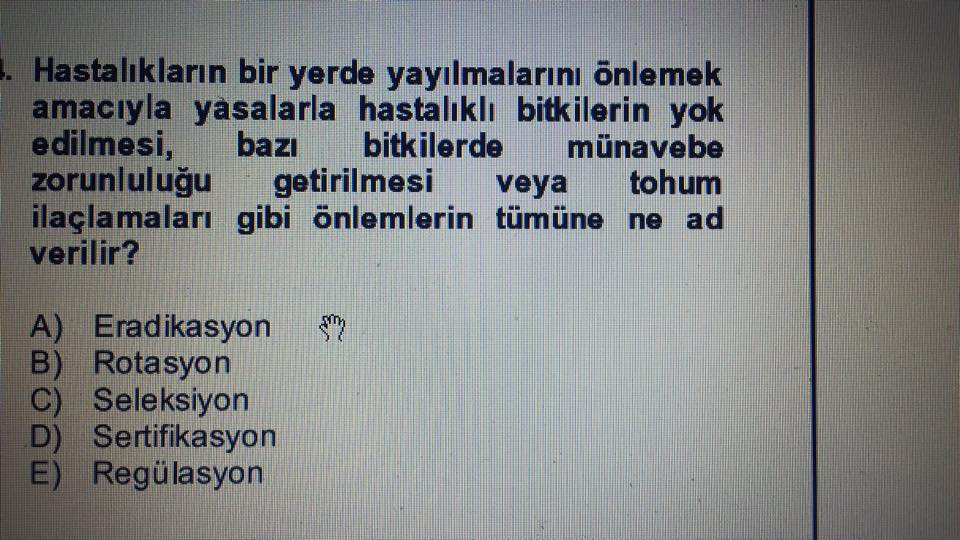 Hastalıkların bir yerde yayılmalarını önlemek
amacıyla yasalarla hastalıklı bitkilerin yok
edilmesi, bazı bitkilerde münavebe
zorunluluğu getirilmesi veya tohum
ilaçlamaları gibi önlemlerin tümüne ne ad
verilir?
A) Eradikasyon
B) Rotasyon
C) Seleksiyon
D) Sertifikasyon
E) Regülasyon